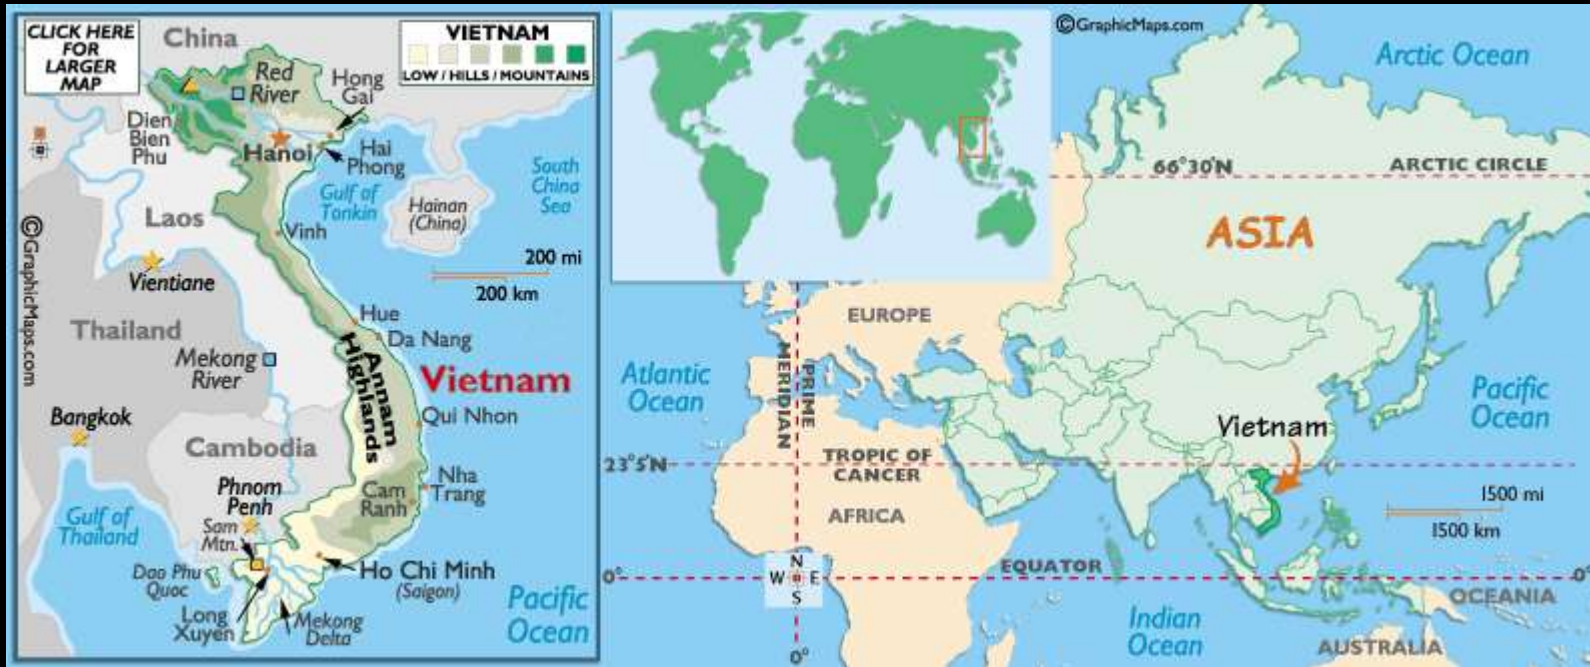 CLICK HERE
FOR
LARGER
MAP
China
VIETNAM
LOW / HILLS / MOUNTAINS
Red
River
Hong
Gai
Dien
Bien
Phu
Hanoi
Hai
Phong
Gulf of
Tonkin
South
China
Sea
Hainan
(China)
Laos
Vinh
©GraphicMaps.com
Vientiane
200 mi
200 km
Thailand
Hue
Da Nang
Mekong
River
Annam
Highlands
Vietnam
Bangkok
Qui Nhon
Cambodia
Phnom
Penh
Nha
Trang
Cam
Ranh
Gulf of
Thailand
Sam
Mtn.
Dao Phu
Quoc
Ho Chi Minh
(Saigon)
Long
Xuyen
Mekong
Delta
Pacific
Ocean
©GraphicMaps.com
Arctic Ocean
66°30'N
ARCTIC CIRCLE
ASIA
EUROPE
Atlantic
Ocean
PRIME
MERIDIAN
Pacific
Ocean
Vietnam
23°5'N
TROPIC OF
CANCER
AFRICA
1500 mi
1500 km
EQUATOR
N
W E
S
0°
0°
OCEANIA
Indian
Ocean
AUSTRALIA
0°